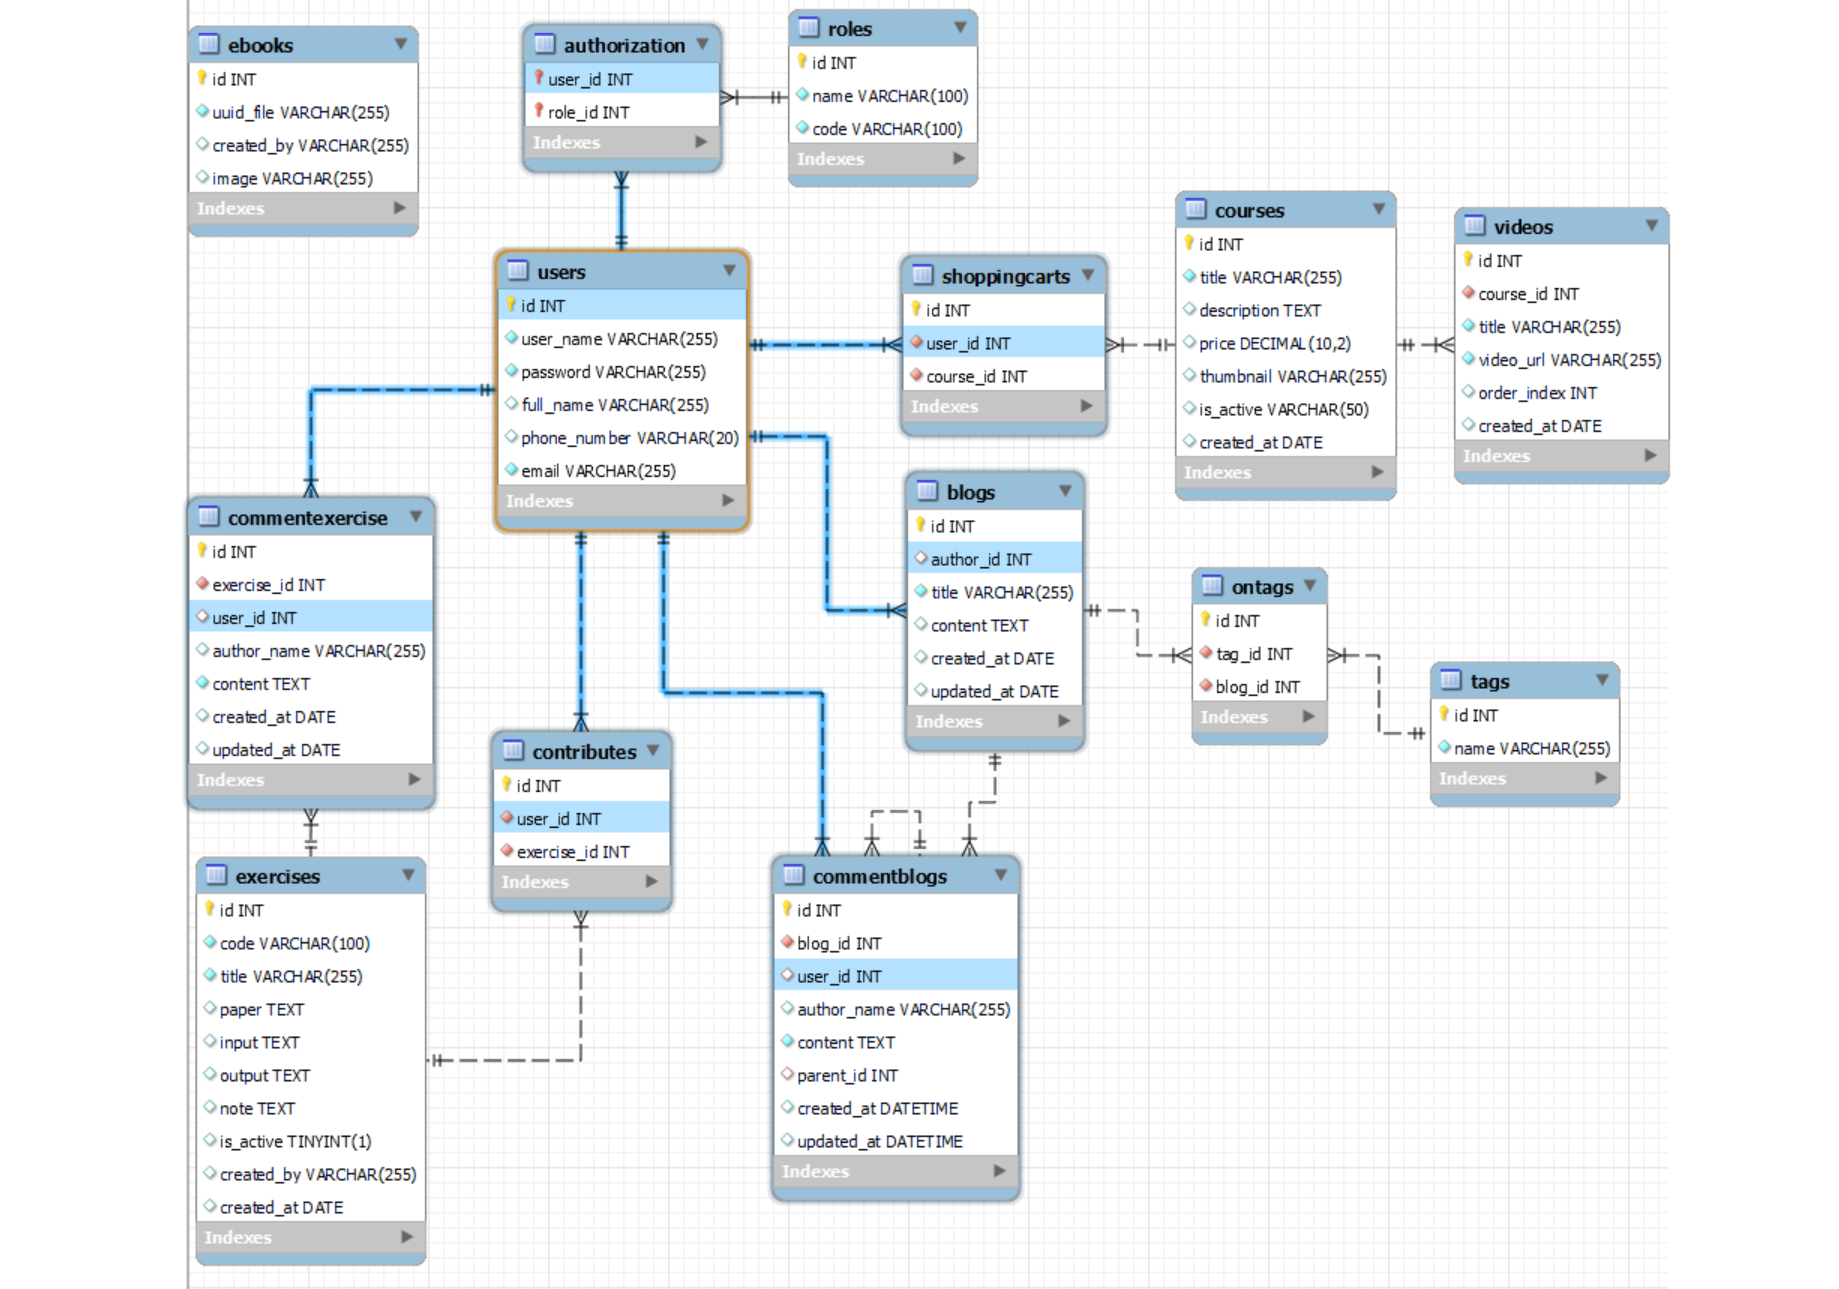 ebooks
id INT
uuid_file VARCHAR(255)
created_by VARCHAR(255)
image VARCHAR(255)
Indexes
authorization
user_id INT
role_id INT
Indexes
roles
id INT
name VARCHAR(100)
code VARCHAR(100)
Indexes
users
id INT
user_name VARCHAR(255)
password VARCHAR(255)
full_name VARCHAR(255)
phone_number VARCHAR(20)
email VARCHAR(255)
Indexes
shoppingcarts
id INT
user_id INT
course_id INT
Indexes
courses
id INT
title VARCHAR(255)
description TEXT
price DECIMAL(10,2)
thumbnail VARCHAR(255)
is_active VARCHAR(50)
created_at DATE
Indexes
videos
id INT
course_id INT
title VARCHAR(255)
video_url VARCHAR(255)
order_index INT
created_at DATE
Indexes
commentexercise
id INT
exercise_id INT
user_id INT
author_name VARCHAR(255)
content TEXT
created_at DATE
updated_at DATE
Indexes
blogs
id INT
author_id INT
title VARCHAR(255)
content TEXT
created_at DATE
updated_at DATE
Indexes
ontags
id INT
tag_id INT
blog_id INT
Indexes
tags
id INT
name VARCHAR(255)
Indexes
contributes
id INT
user_id INT
exercise_id INT
Indexes
exercises
id INT
code VARCHAR(100)
title VARCHAR(255)
paper TEXT
input TEXT
output TEXT
note TEXT
is_active TINYINT(1)
created_by VARCHAR(255)
created_at DATE
Indexes
commentblogs
id INT
blog_id INT
user_id INT
author_name VARCHAR(255)
content TEXT
parent_id INT
created_at DATETIME
updated_at DATETIME
Indexes